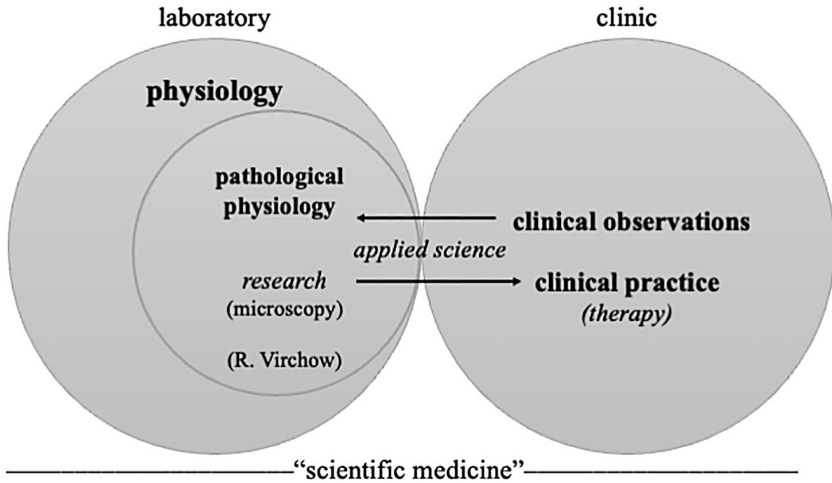 laboratory
clinic
physiology
pathological
physiology
clinical observations
applied science
research
(microscopy)
clinical practice
(therapy)
(R. Virchow)
“scientific medicine”